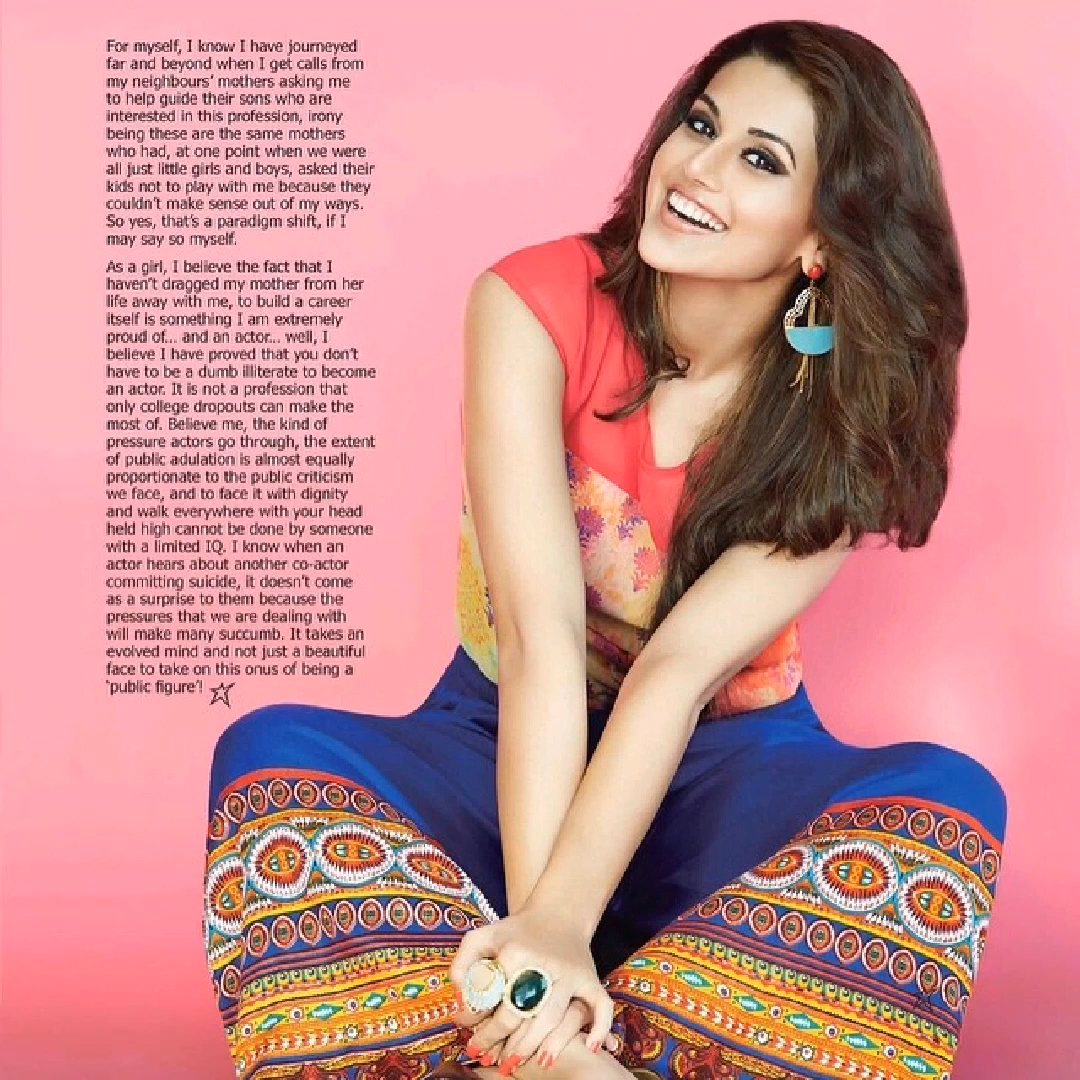 For myself, I know I have journeyed
far and beyond when I get calls from
my neighbours' mothers asking me
to help guide their sons who are
interested in this profession, irony
being these are the same mothers
who had, at one point when we were
all just little girls and boys, asked their
kids not to play with me because they
couldn't make sense out of my ways.
So yes, that's a paradigm shift, if I
may say so myself.
As a girl, I believe the fact that I
haven't dragged my mother from her
life away with me, to build a career
itself is something I am extremely
proud of... and an actor... well, I
believe I have proved that you don't
have to be a dumb illiterate to become
an actor. It is not a profession that
only college dropouts can make the
most of. Believe me, the kind of
pressure actors go through, the extent
of public adulation is almost equally
proportionate to the public criticism
we face, and to face it with dignity
and walk everywhere with your head
held high cannot be done by someone
with a limited IQ. I know when an
actor hears about another co-actor
committing suicide, it doesn't come
as a surprise to them because the
pressures that we are dealing with
will make many succumb. It takes an
evolved mind and not just a beautiful
face to take on this onus of being a
'public figure'!